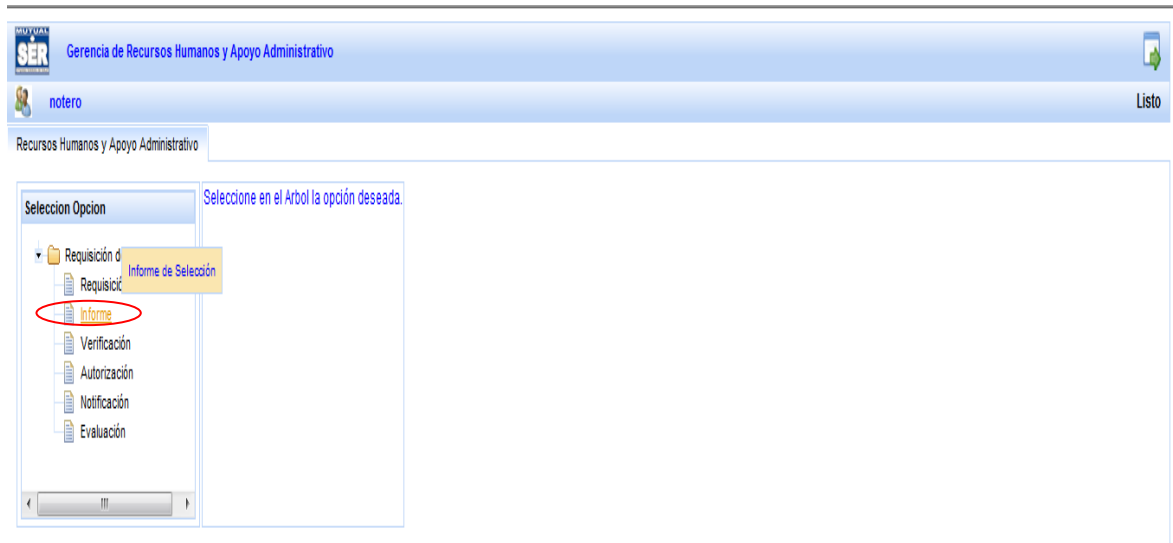 MUTUAL
SER
Gerencia de Recursos Humanos y Apoyo Administrativo
notero
Listo
Recursos Humanos y Apoyo Administrativo
Seleccion Opcion
Seleccione en el Arbol la opción deseada.
Requisición d
Informe de Selección
Requisició
Informe
Verificación
Autorización
Notificación
Evaluación